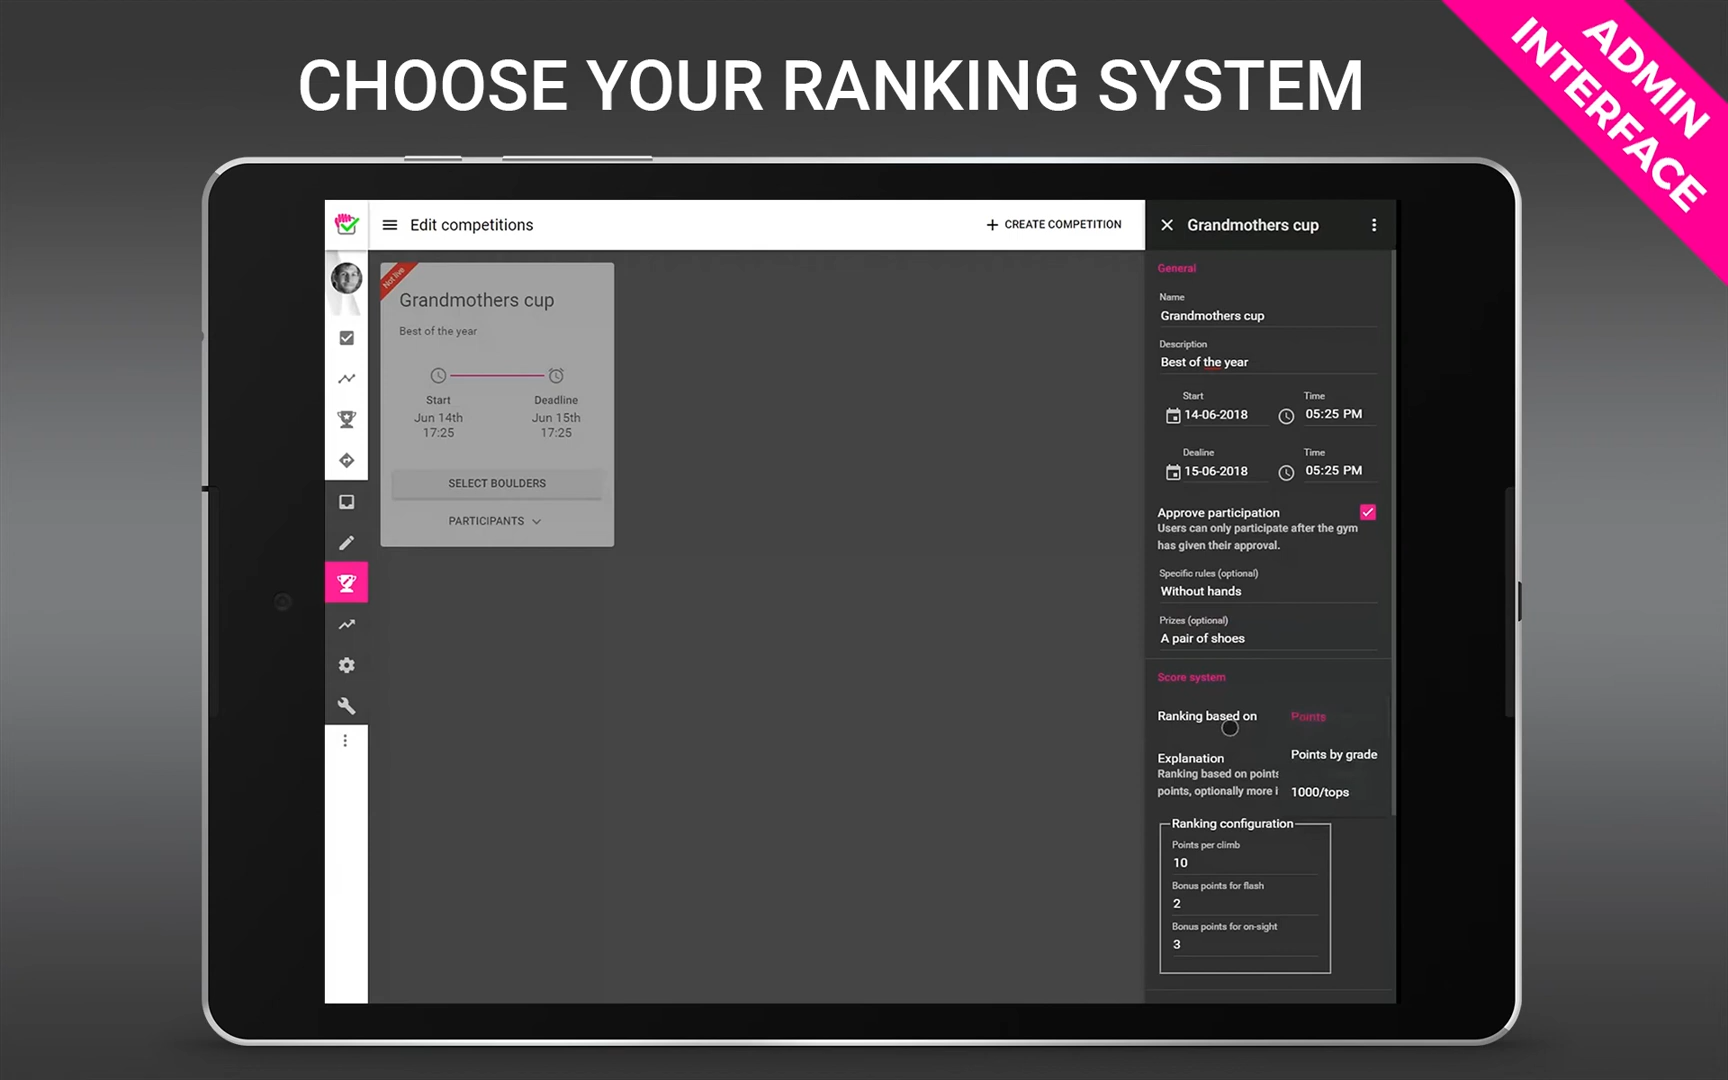 CHOOSE YOUR RANKING SYSTEM
ADMIN
INTERFACE
Edit competitions
+ CREATE COMPETITION
Grandmothers cup
Not live
Grandmothers cup
Best of the year
Start
Deadline
Jun 14th
17:25
Jun 15th
17:25
SELECT BOULDERS
PARTICIPANTS
General
Name
Grandmothers cup
Description
Best of the year
Start
Time
14-06-2018
05:25 PM
Dealine
Time
15-06-2018
05:25 PM
Approve participation
Users can only participate after the gym
has given their approval.
Specific rules (optional)
Without hands
Prizes (optional)
A pair of shoes
Score system
Ranking based on
Points
Points by grade
1000/tops
Explanation
Ranking based on points
points, optionally more
Ranking configuration
Points per climb
10
Bonus points for flash
2
Bonus points for on-sight
3